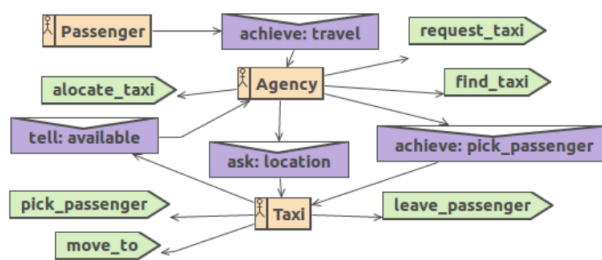 Passenger
achieve: travel
request_taxi
alocate_taxi
Agency
find_taxi
tell: available
ask: location
achieve: pick_passenger
pick_passenger
Taxi
leave_passenger
move_to